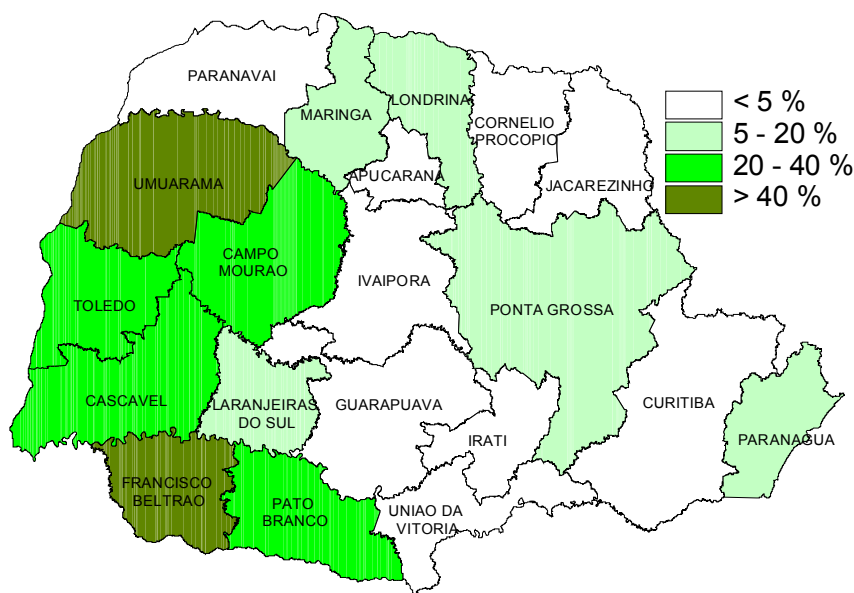 PARANAVAI
MARINGA
LONDRINA
CORNELIO
PROCOPIO
JACAREZINHO
APUCARANA
UMUARAMA
CAMPO
MOURAO
IVAIPORA
TOLEDO
PONTA GROSSA
CASCAVEL
LARANJEIRAS
DO SUL
GUARAPUAVA
IRATI
CURITIBA
PARANAGUA
FRANCISCO
BELTRAO
PATO
BRANCO
UNIAO DA
VITORIA
< 5 %
5 - 20 %
20 - 40 %
> 40 %